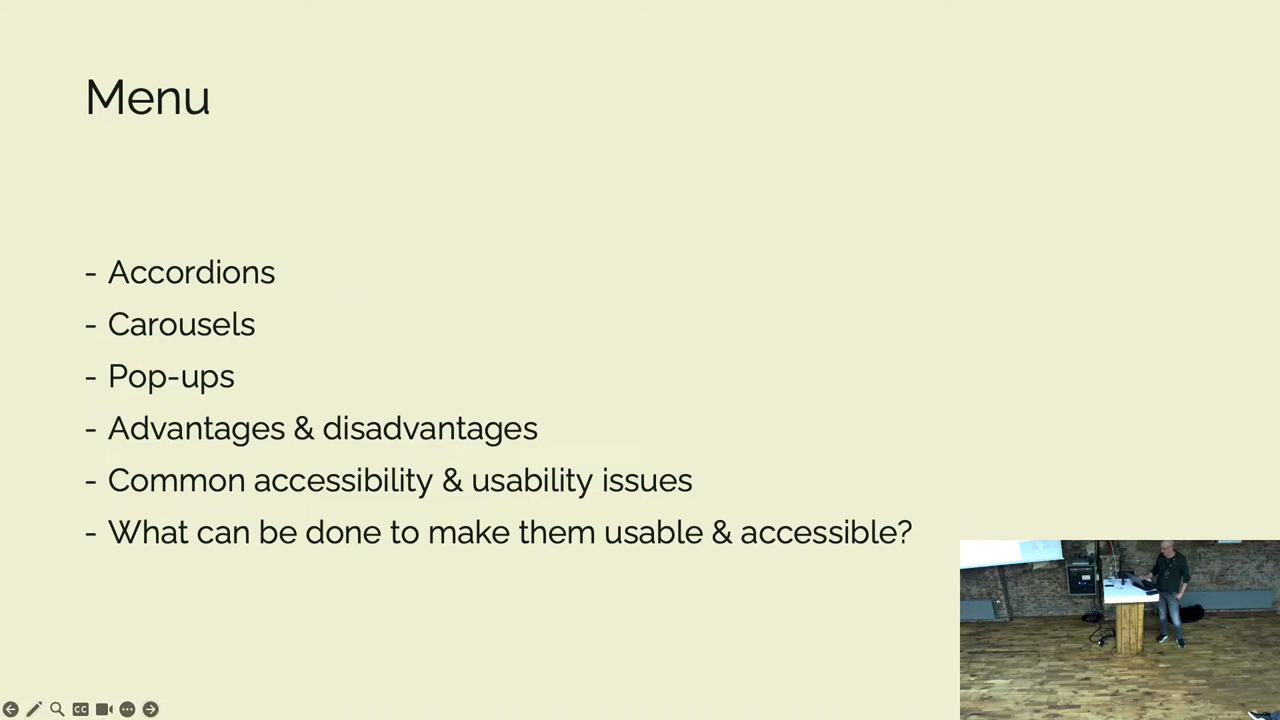 Menu
- Accordions
- Carousels
- Pop-ups
- Advantages & disadvantages
- Common accessibility & usability issues
- What can be done to make them usable & accessible?
CC